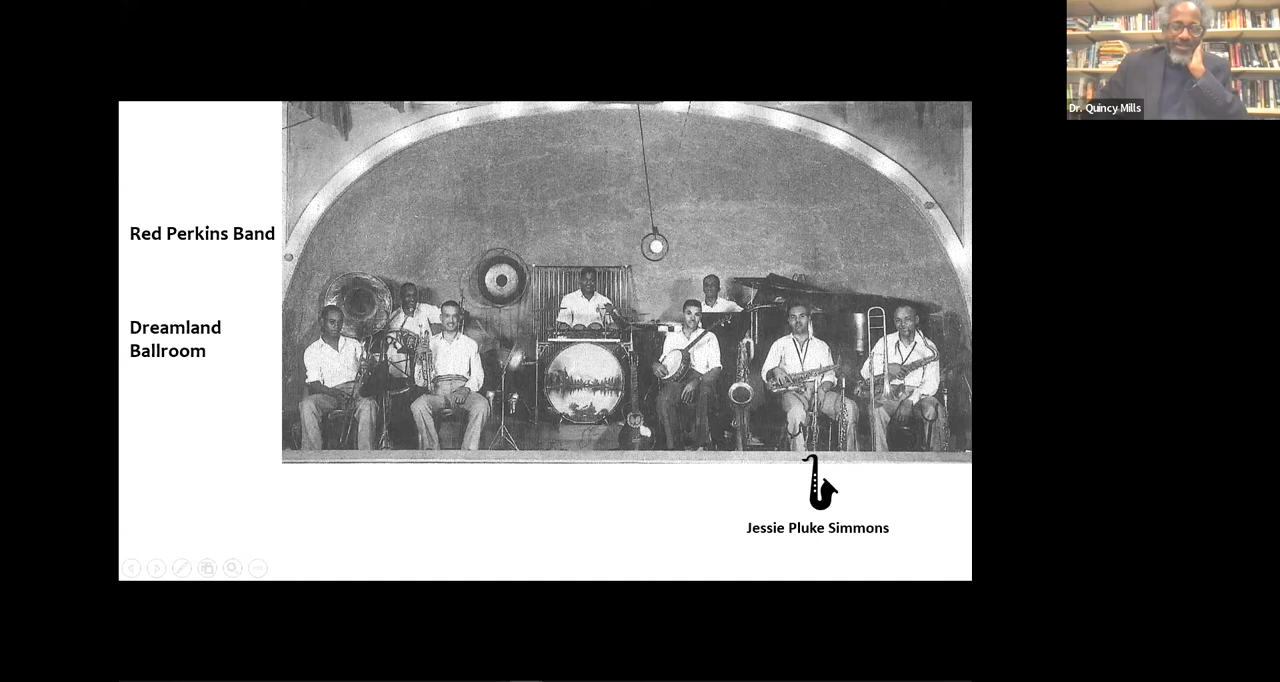 Dr. Quincy Mills
Red Perkins Band
Dreamland
Ballroom
Jessie Pluke Simmons